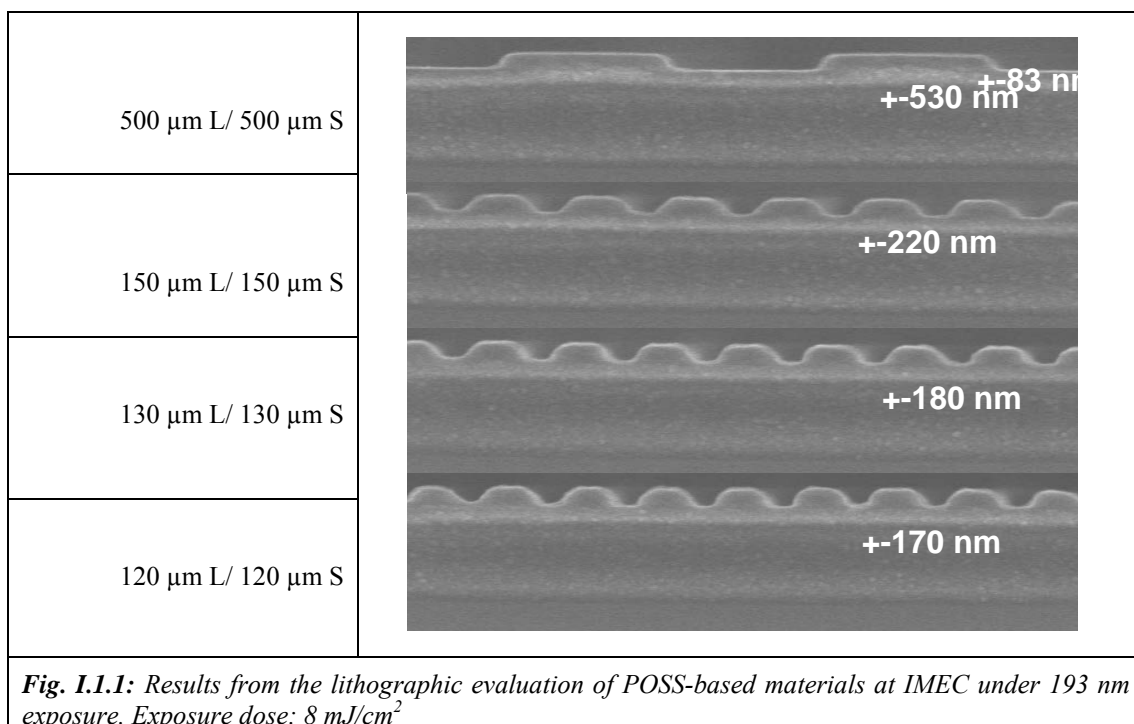 +-83 n
+-530 nm
500 µm L/ 500 µm S
+-220 nm
150 µm L/ 150 µm S
+-180 nm
130 µm L/ 130 µm S
+-170 nm
120 µm L/ 120 µm S
Fig. I.1.1: Results from the lithographic evaluation of POSS-based materials at IMEC under 193 nm
exposure. Exposure dose: 8 mJ/cm²